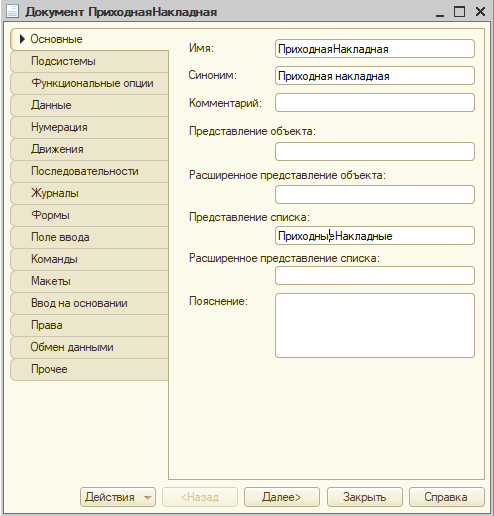 Документ ПриходнаяНакладная
Основные
Подсистемы
Функциональные опции
Данные
Нумерация
Движения
Последовательности
Журналы
Формы
Поле ввода
Команды
Макеты
Ввод на основании
Права
Обмен данными
Прочее
Имя: ПриходнаяНакладная
Синоним: Приходная накладная
Комментарий:
Представление объекта:
Расширенное представление объекта:
Представление списка:
ПриходныеНакладные
Расширенное представление списка:
Пояснение:
Действия <Назад Далее> Закрыть Справка